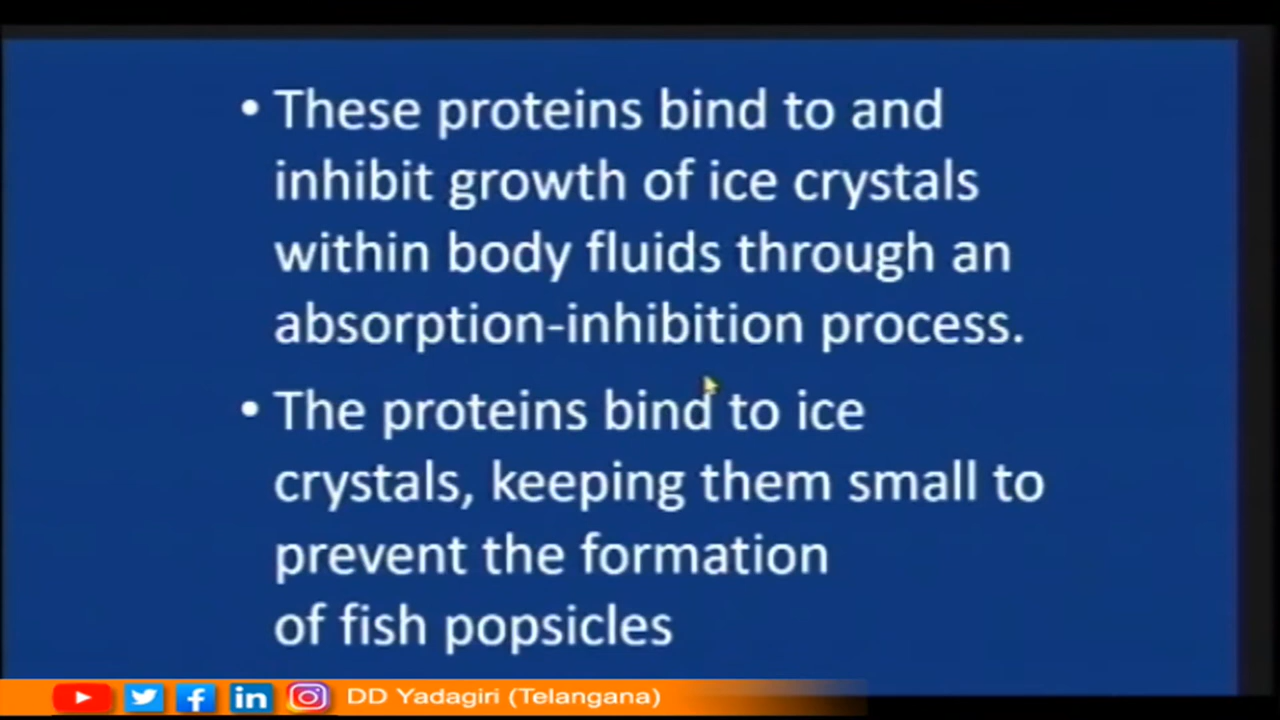 • These proteins bind to and
inhibit growth of ice crystals
within body fluids through an
absorption-inhibition process.
• The proteins bind to ice
crystals, keeping them small to
prevent the formation
of fish popsicles
DD Yadagiri (Telangana)